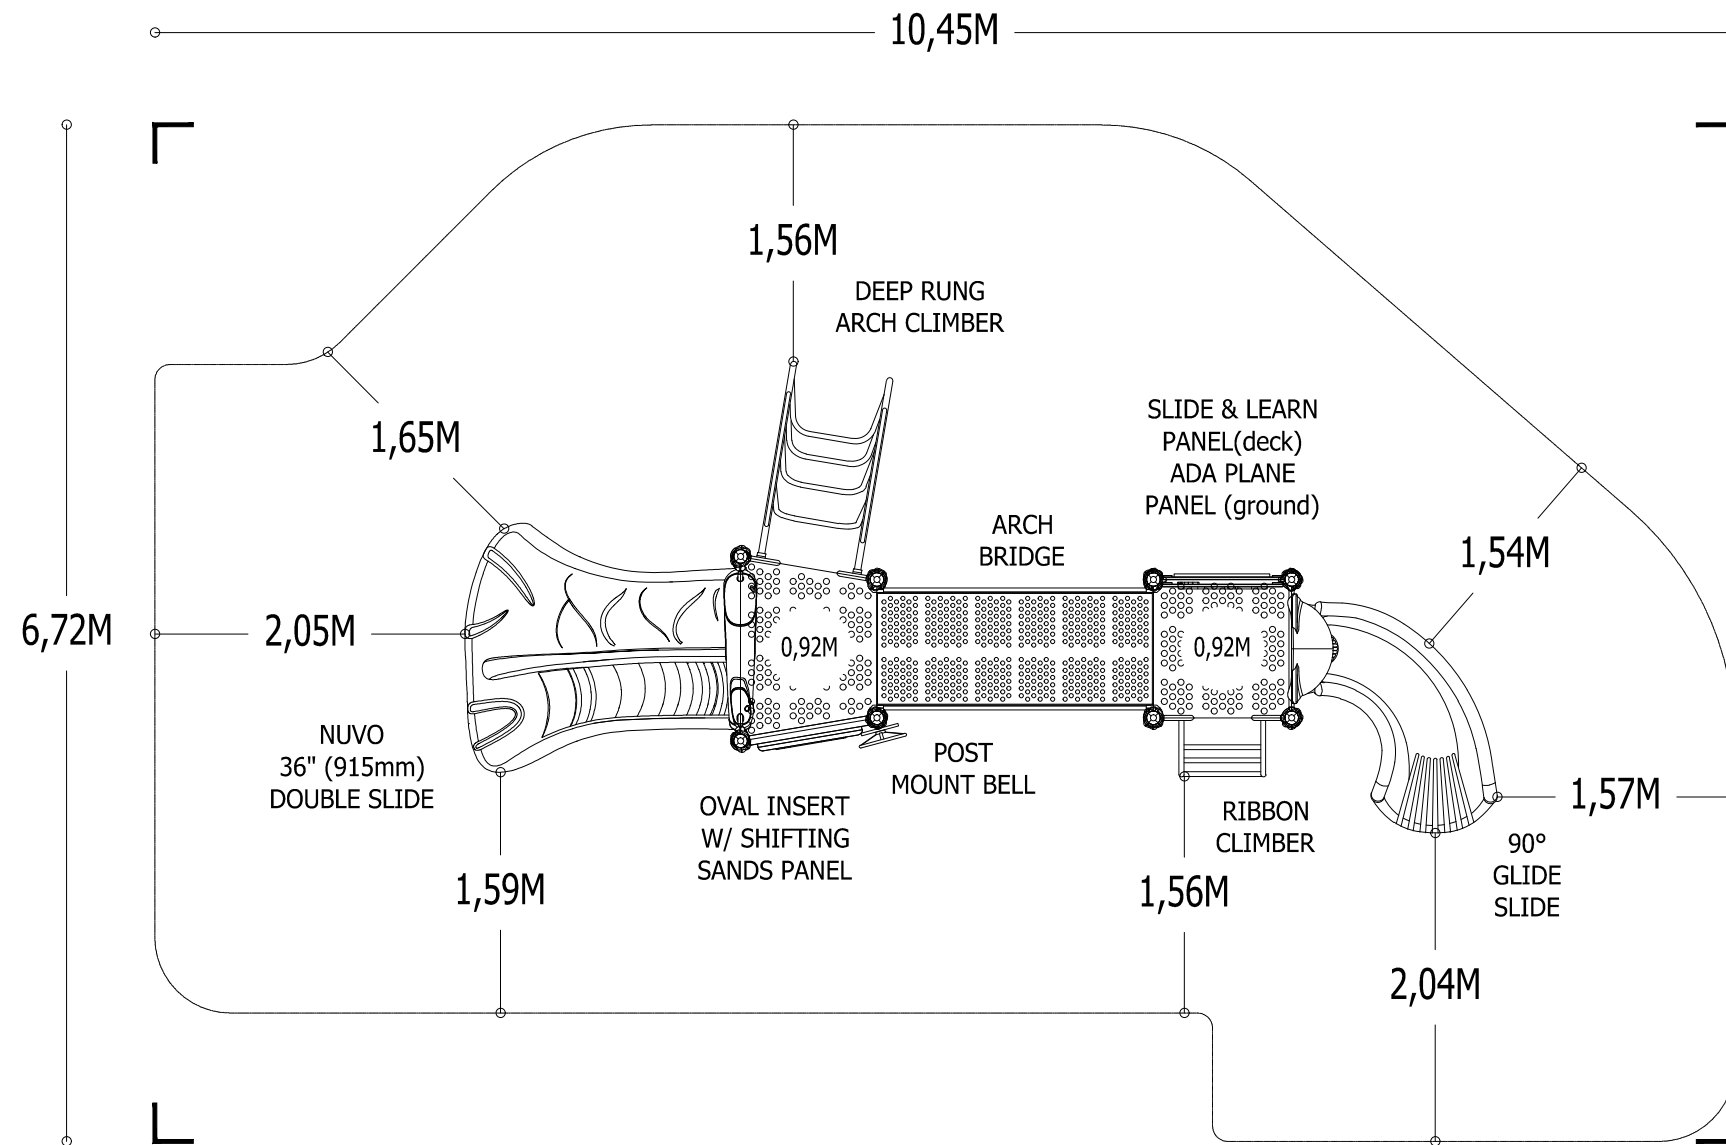 10,45M
1,56M
DEEP RUNG
ARCH CLIMBER
1,65M
SLIDE & LEARN
PANEL(deck)
ADA PLANE
PANEL (ground)
ARCH
BRIDGE
1,54M
6,72M
2,05M
0,92M
0,92M
NUVO
36" (915mm)
DOUBLE SLIDE
POST
MOUNT BELL
OVAL INSERT
W/ SHIFTING
SANDS PANEL
1,57M
RIBBON
CLIMBER
90°
GLIDE
SLIDE
1,59M
1,56M
2,04M